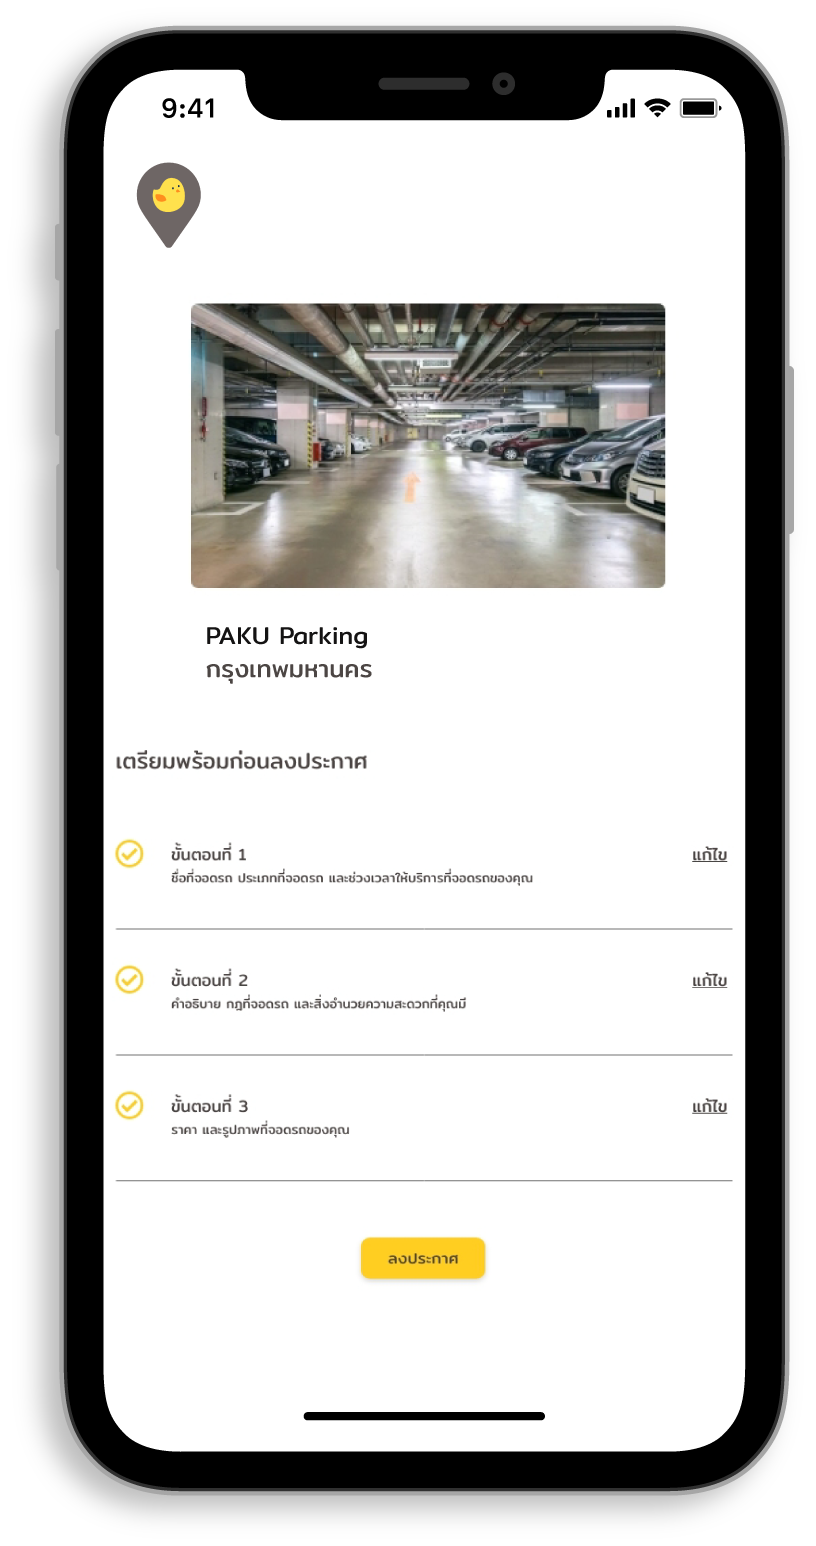 9:41
PAKU Parking
กรุงเทพมหานคร
เตรียมพร้อมก่อนลงประกาศ
ขั้นตอนที่ 1
แก้ไข
ชื่อที่จอดรถ ประเภทที่จอดรถ และช่วงเวลาให้บริการที่จอดรถของคุณ
ขั้นตอนที่ 2
แก้ไข
คำอธิบาย กฎที่จอดรถ และสิ่งอำนวยความสะดวกที่คุณมี
ขั้นตอนที่ 3
แก้ไข
ราคา และรูปภาพที่จอดรถของคุณ
ลงประกาศ